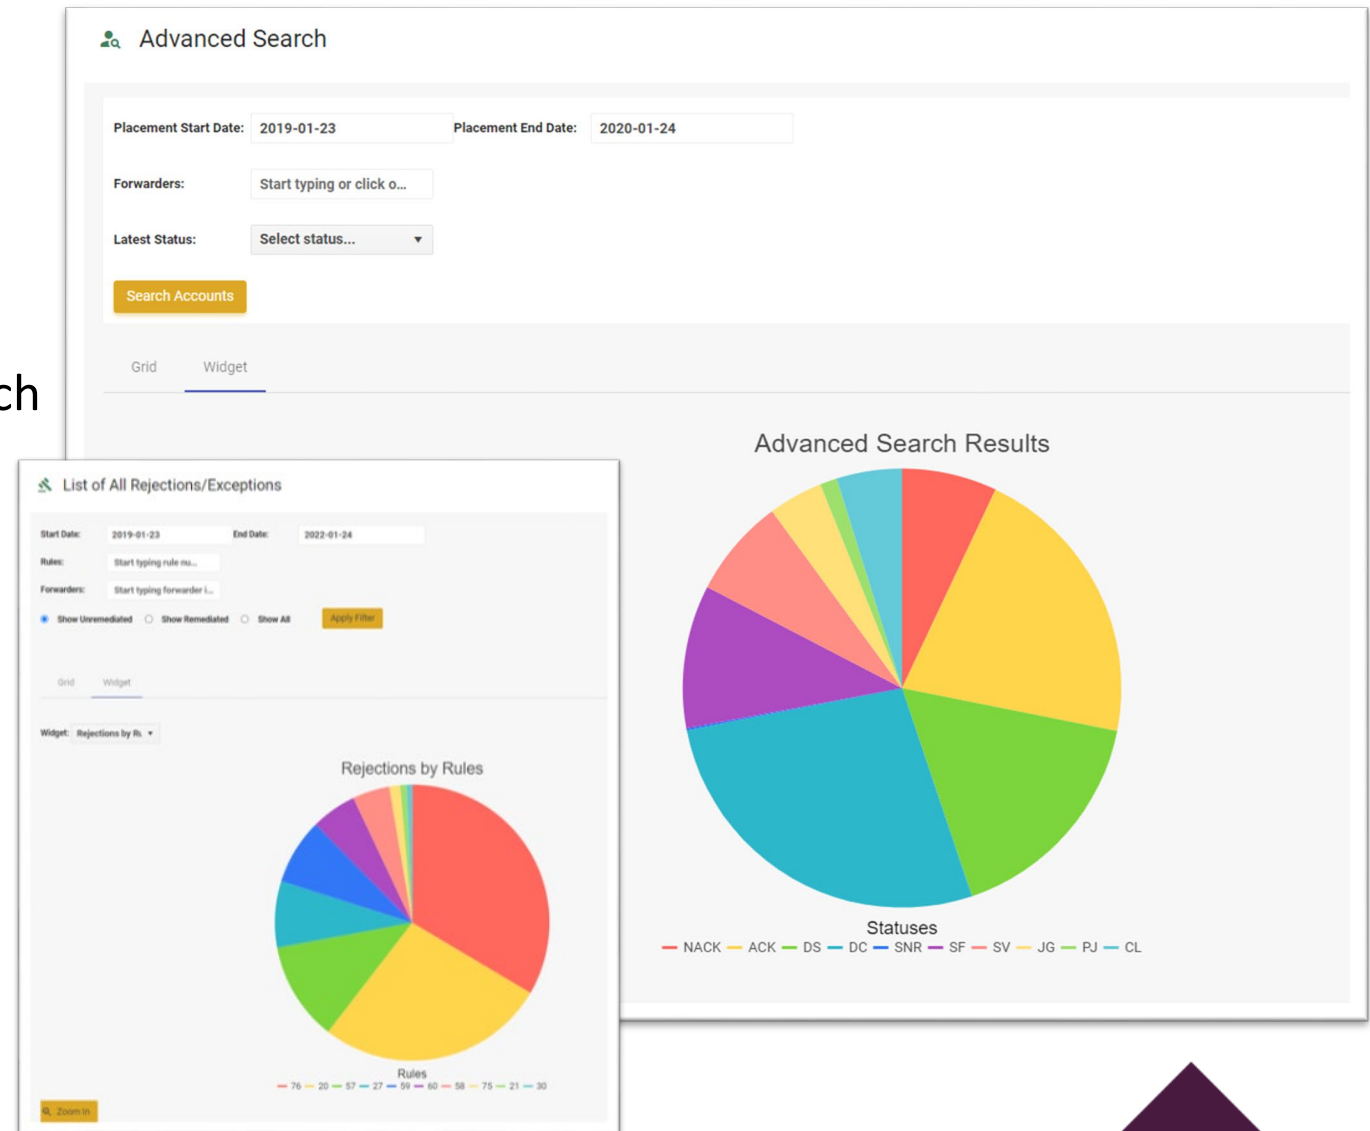 Advanced Search
Placement Start Date: 2019-01-23 Placement End Date: 2020-01-24
Forwarders: Start typing or click o...
Latest Status: Select status...
Search Accounts
Grid Widget
ch
Advanced Search Results
Statuses
NACK ACK DS DC SNR SF SV JG PJ CL
List of All Rejections/Exceptions
Start Date: 2019-01-23 End Date: 2022-01-24
Rules: Start typing rule nu...
Forwarders: Start typing forwarder i...
Show Unremediated Show Remediated Show All Apply Filter
Grid Widget
Widget: Rejections by Ru
Rejections by Rules
Rules
76 20 57 27 59 60 58 75 21 30
Zoom In